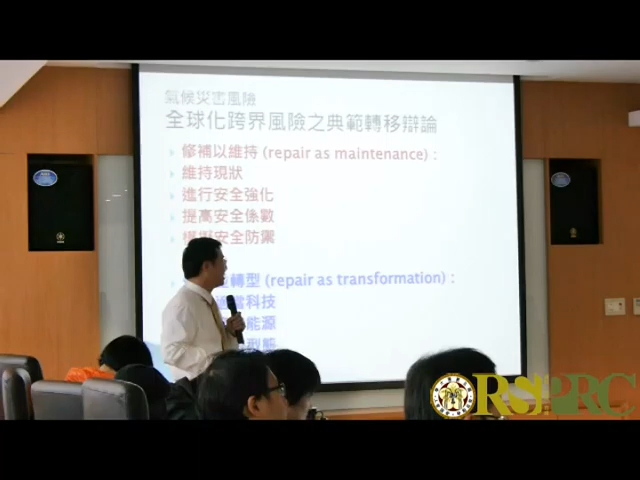 氣候災害風險
全球化跨界風險之典範轉移辯論
修補以維持 (repair as maintenance) :
維持現狀
進行安全強化
提高安全係數
安全防禦
轉型 (repair as transformation) :
科技
能源
型態
RSPRC